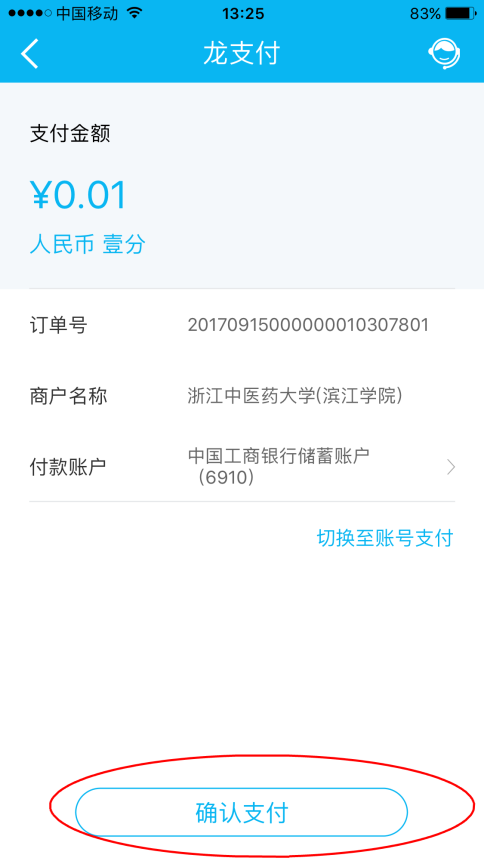 中国移动 13:25 83%
龙支付
支付金额
¥0.01
人民币 壹分
订单号 20170915000000010307801
商户名称 浙江中医药大学(滨江学院)
付款账户 中国工商银行储蓄账户
（6910）
切换至账号支付
确认支付